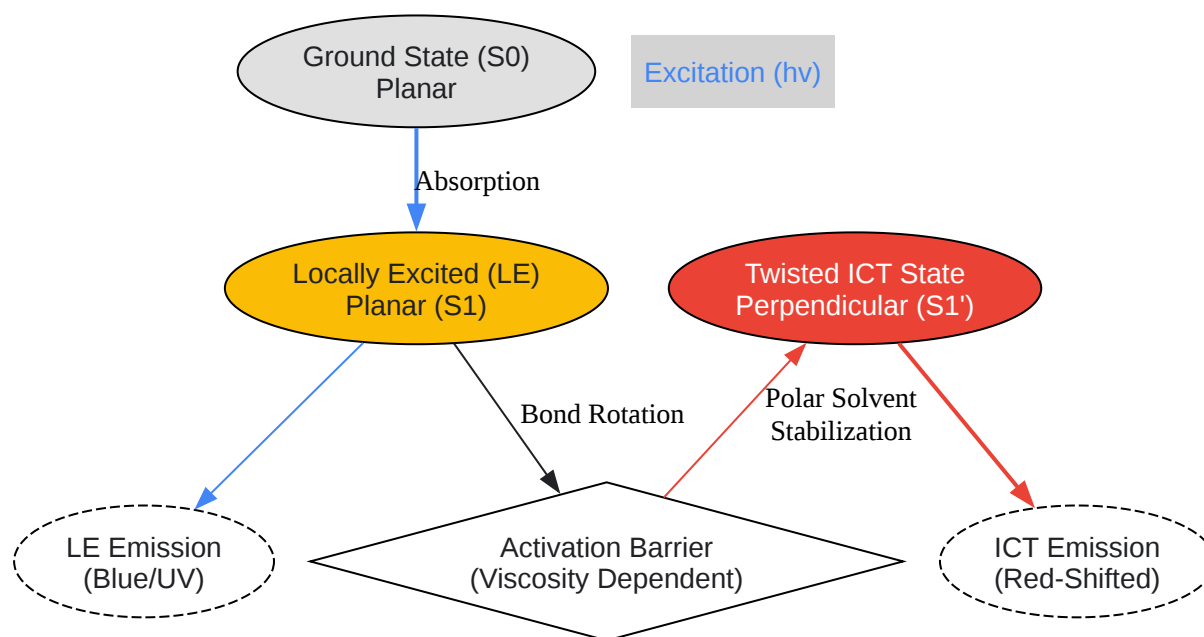 Ground State (S0)
Planar
Excitation (hv)
Absorption
Locally Excited (LE)
Planar (S1)
Twisted ICT State
Perpendicular (S1')
Bond Rotation
Polar Solvent
Stabilization
LE Emission
(Blue/UV)
Activation Barrier
(Viscosity Dependent)
ICT Emission
(Red-Shifted)